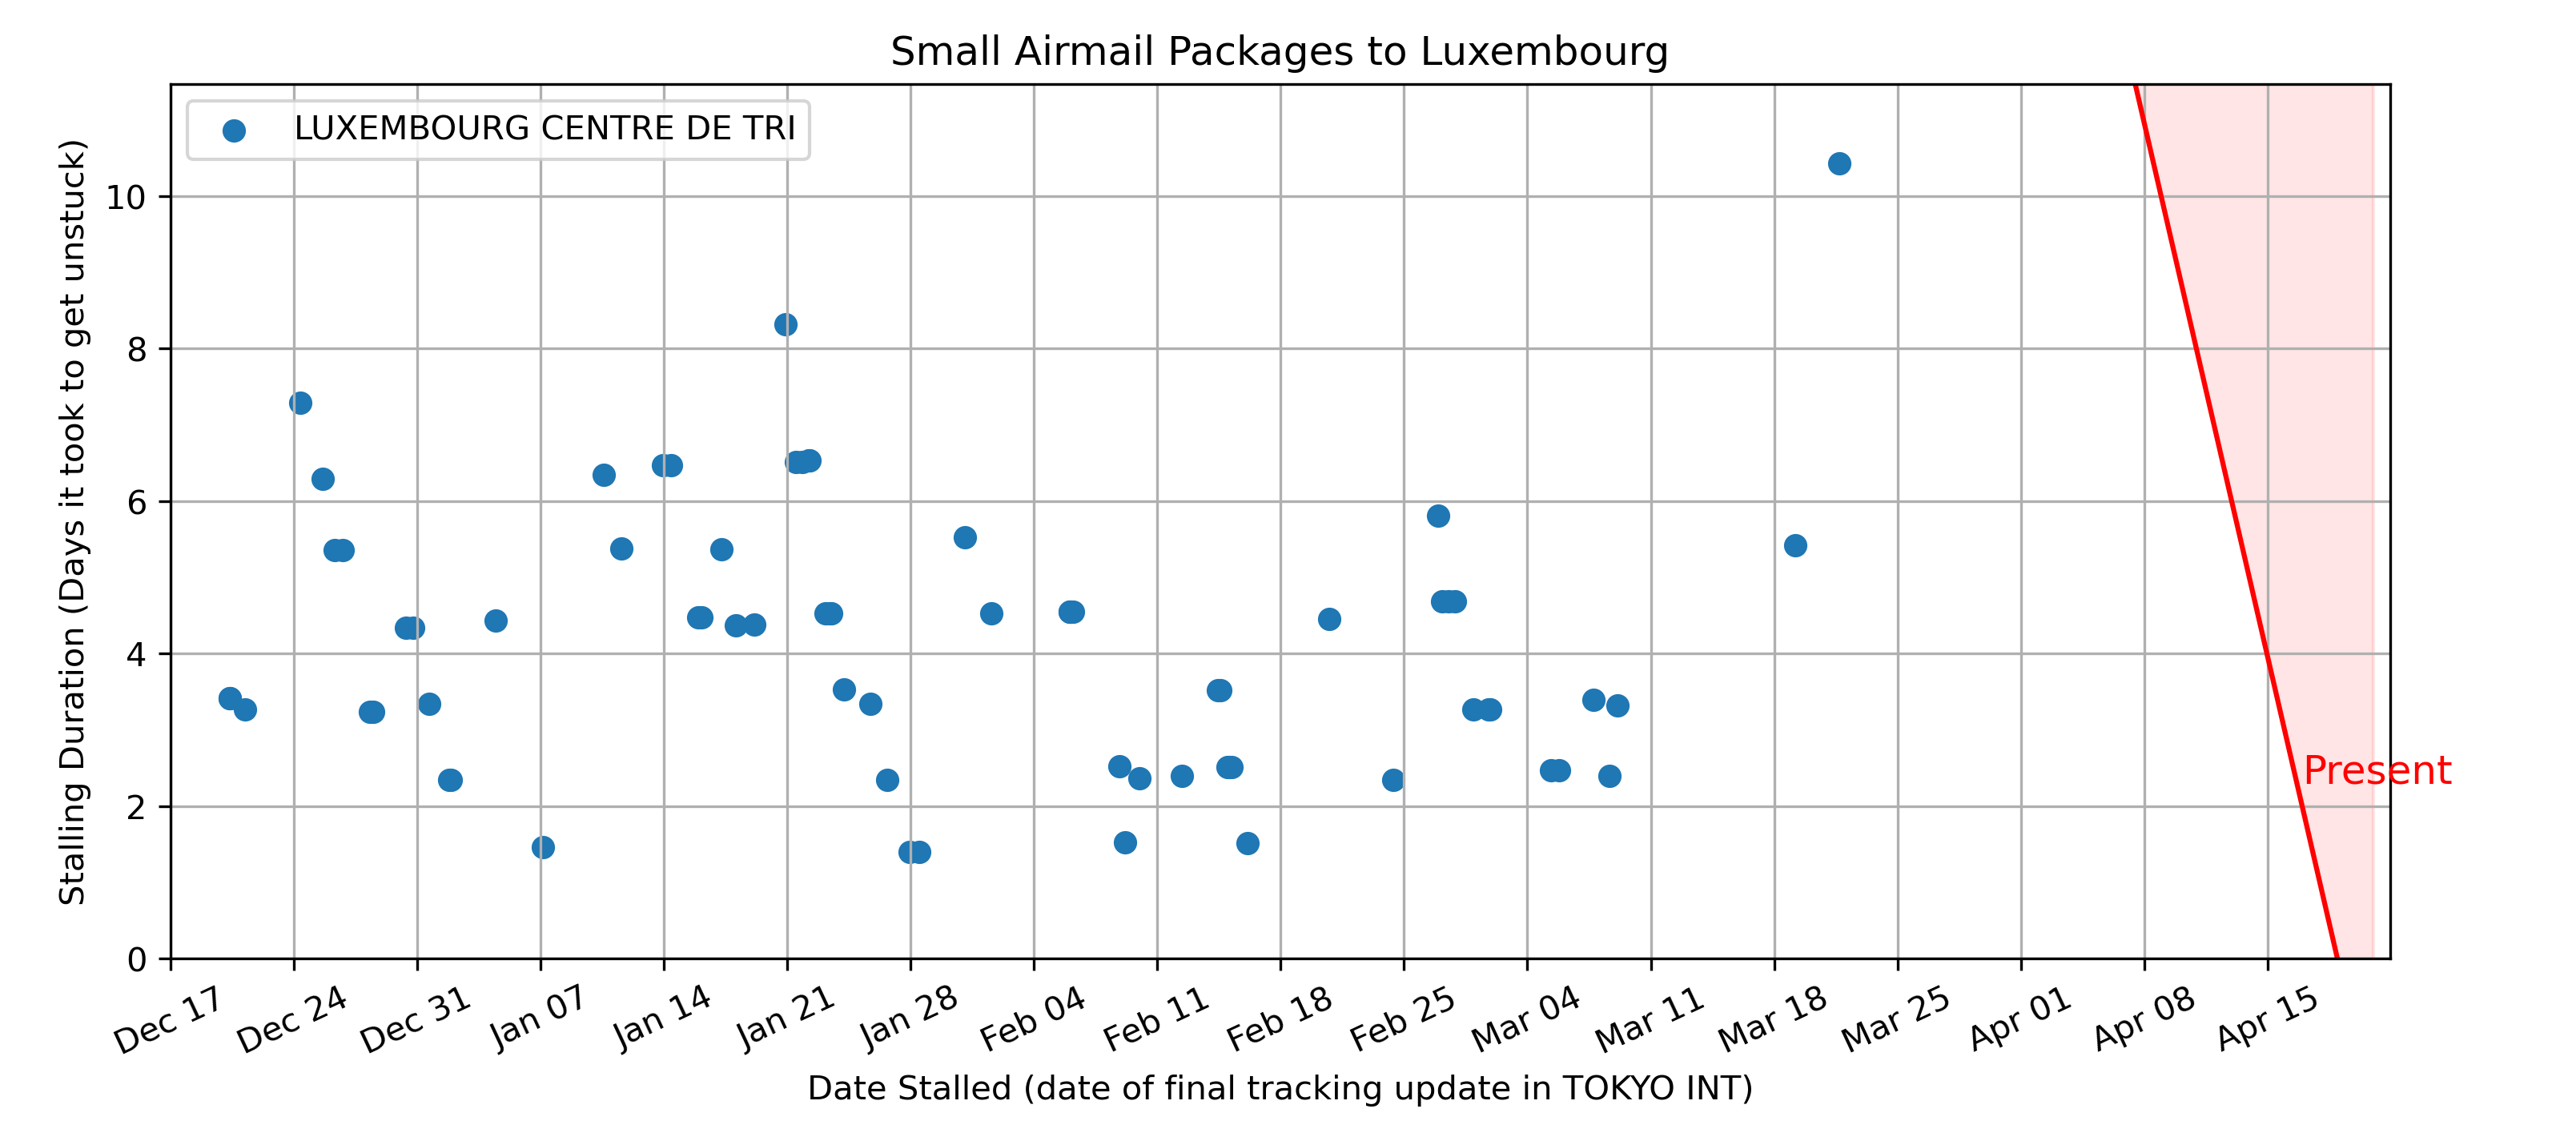 Small Airmail Packages to Luxembourg
LUXEMBOURG CENTRE DE TRI
Stalling Duration (Days it took to get unstuck)
10
8
6
4
2
0
Present
Dec 17 Dec 24 Dec 31 Jan 07 Jan 14 Jan 21 Jan 28 Feb 04 Feb 11 Feb 18 Feb 25 Mar 04 Mar 11 Mar 18 Mar 25 Apr 01 Apr 08 Apr 15
Date Stalled (date of final tracking update in TOKYO INT)